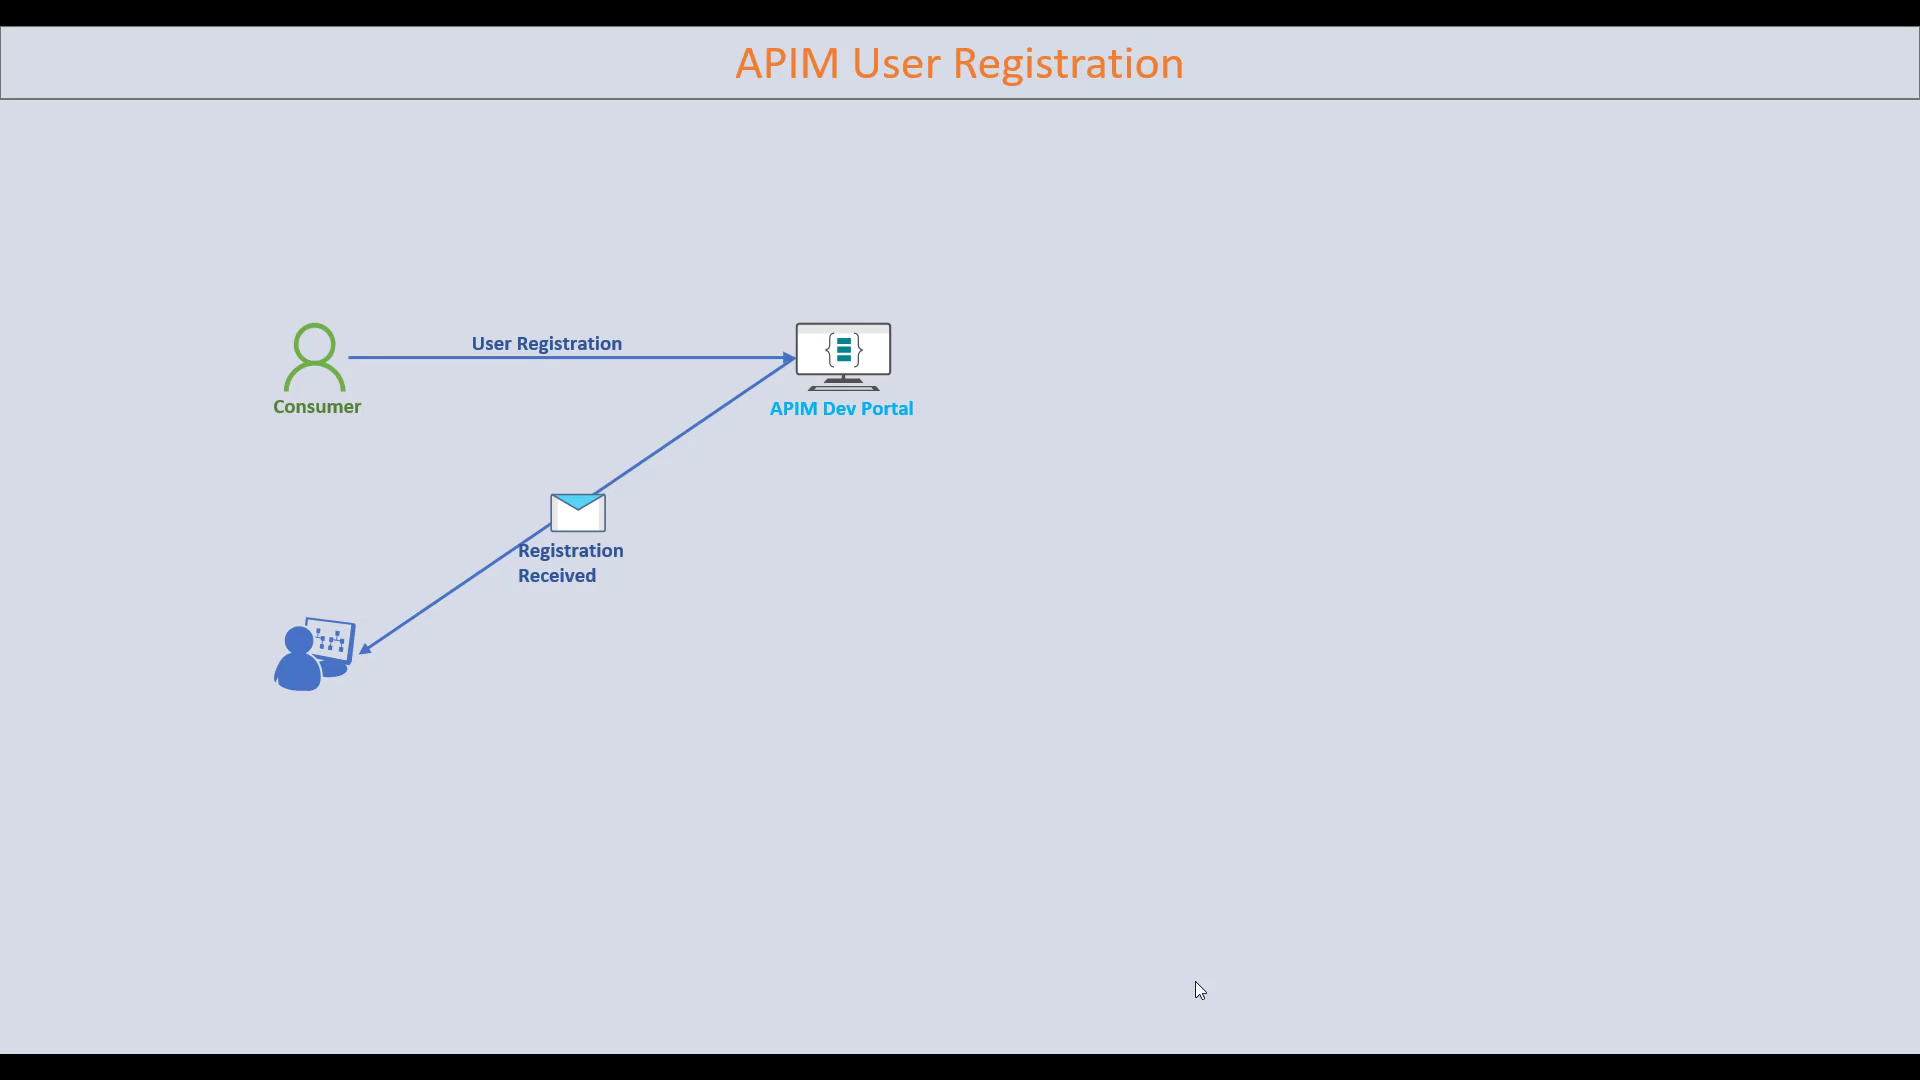 APIM User Registration
User Registration
Consumer
APIM Dev Portal
Registration
Received